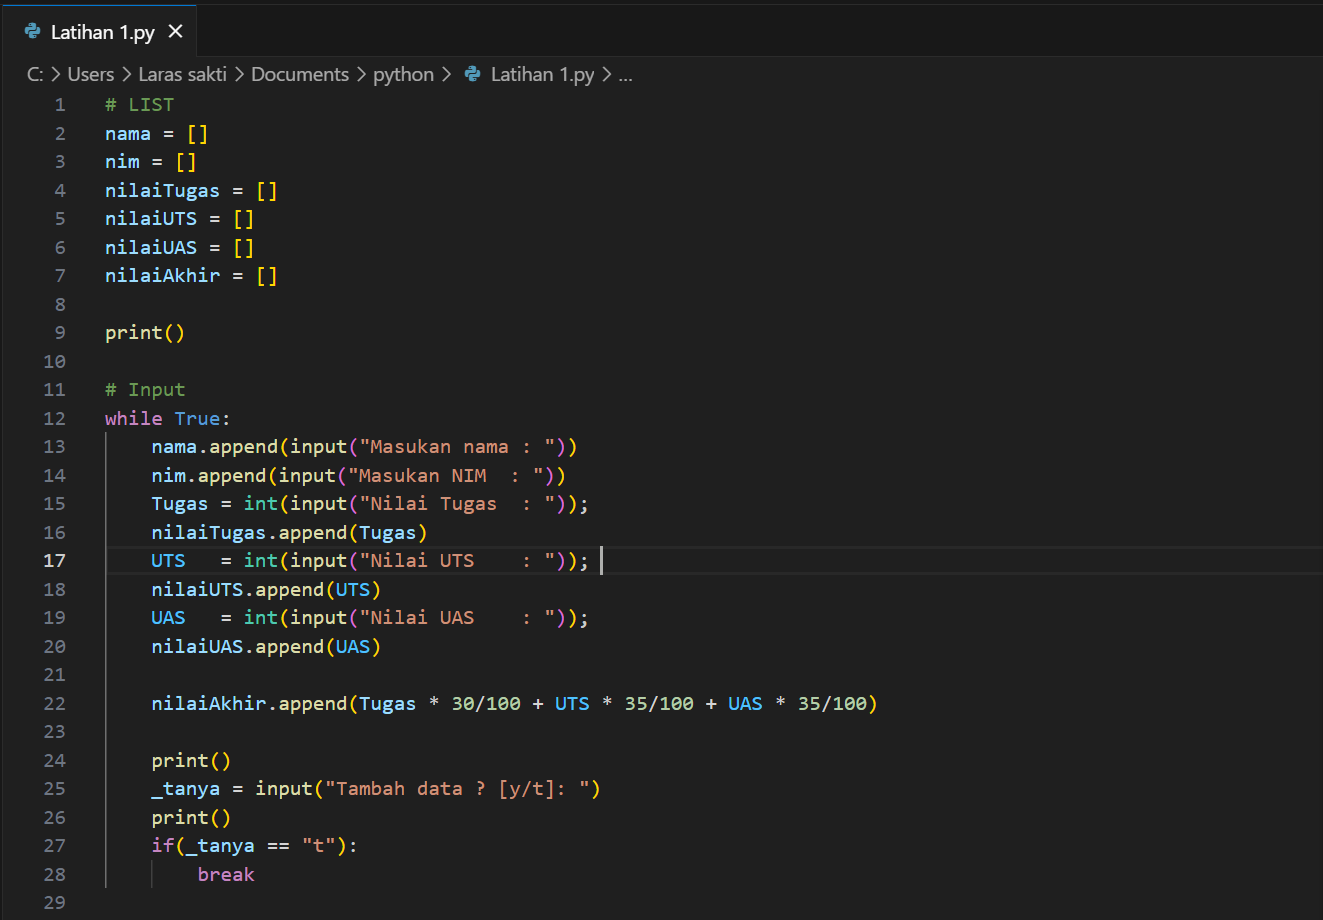 Latihan 1.py ×
C: > Users > Laras sakti > Documents > python > Latihan 1.py > ...
1 # LIST
2 nama = []
3 nim = []
4 nilaiTugas = []
5 nilaiUTS = []
6 nilaiUAS = []
7 nilaiAkhir = []
8
9 print()
10
11 # Input
12 while True:
13     nama.append(input("Masukan nama : "))
14     nim.append(input("Masukan NIM  : "))
15     Tugas = int(input("Nilai Tugas  : "));
16     nilaiTugas.append(Tugas)
17     UTS   = int(input("Nilai UTS    : "));
18     nilaiUTS.append(UTS)
19     UAS   = int(input("Nilai UAS    : "));
20     nilaiUAS.append(UAS)
21
22     nilaiAkhir.append(Tugas * 30/100 + UTS * 35/100 + UAS * 35/100)
23
24     print()
25     _tanya = input("Tambah data ? [y/t]: ")
26     print()
27     if(_tanya == "t"):
28         break
29